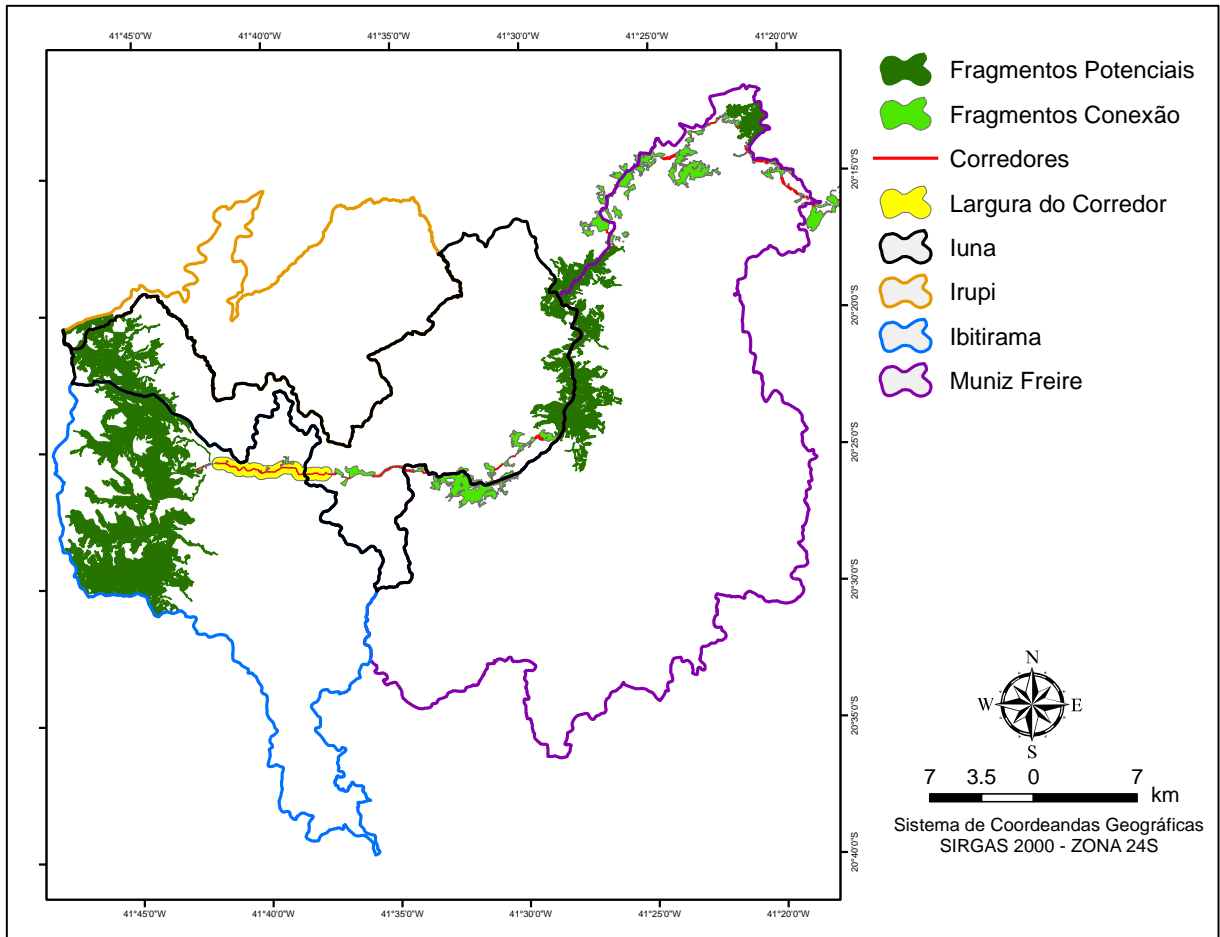 41°45'0"W 41°40'0"W 41°35'0"W 41°30'0"W 41°25'0"W 41°20'0"W
Fragmentos Potenciais
Fragmentos Conexão
Corredores
Largura do Corredor
Iuna
Irupi
Ibitirama
Muniz Freire
20°15'0"S
20°20'0"S
20°25'0"S
20°30'0"S
20°35'0"S
20°40'0"S
N
W E
S
7 3.5 0 7
km
Sistema de Coordeandas Geográficas
SIRGAS 2000 - ZONA 24S
41°45'0"W 41°40'0"W 41°35'0"W 41°30'0"W 41°25'0"W 41°20'0"W